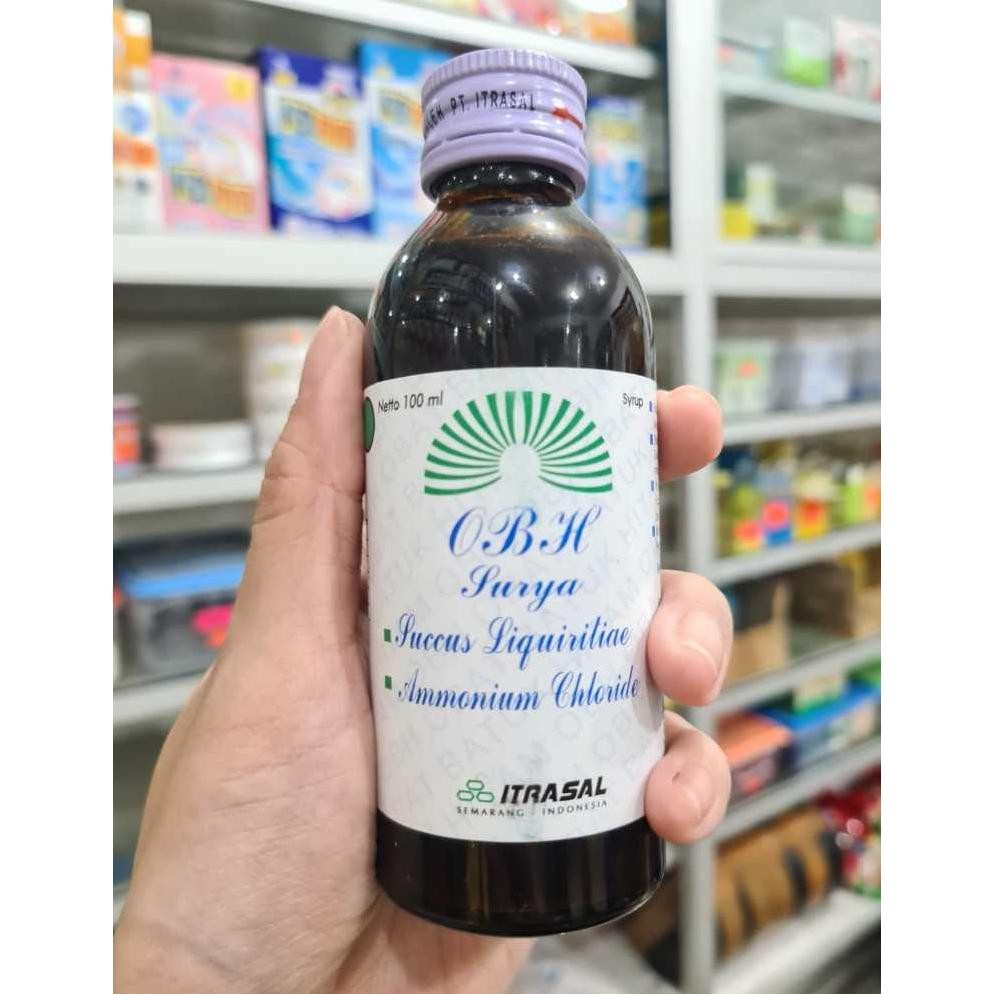 PT. ITRASAL
Netto 100 ml
Syrup
OBH
Surya
Succus Liquiritiae
Ammonium Chloride
ITRASAL
SEMARANG - INDONESIA